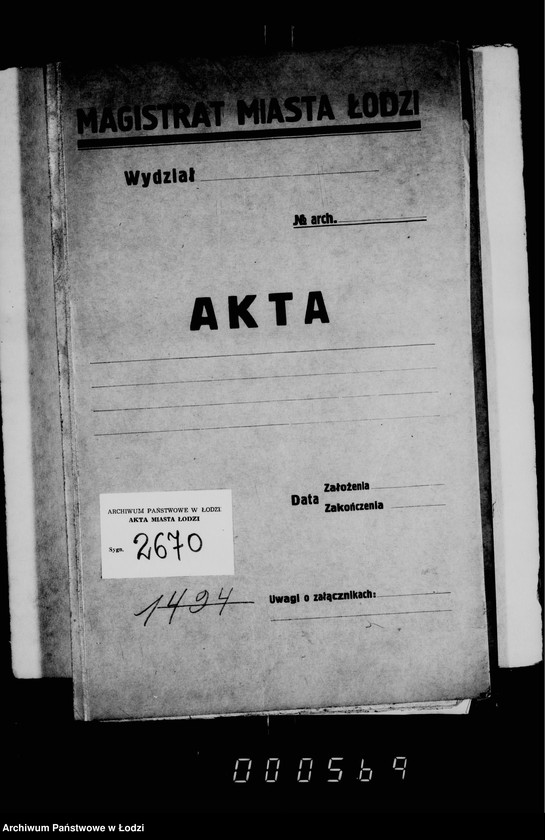 MAGISTRAT MIASTA ŁODZI
Wydział
№ arch.
AKTA
Data Założenia
Zakończenia
ARCHIWUM PAŃSTWOWE W ŁODZI
AKTA MIASTA ŁODZI
Sygn. 2670
1494
Uwagi o załącznikach:
000569
Archiwum Państwowe w Łodzi